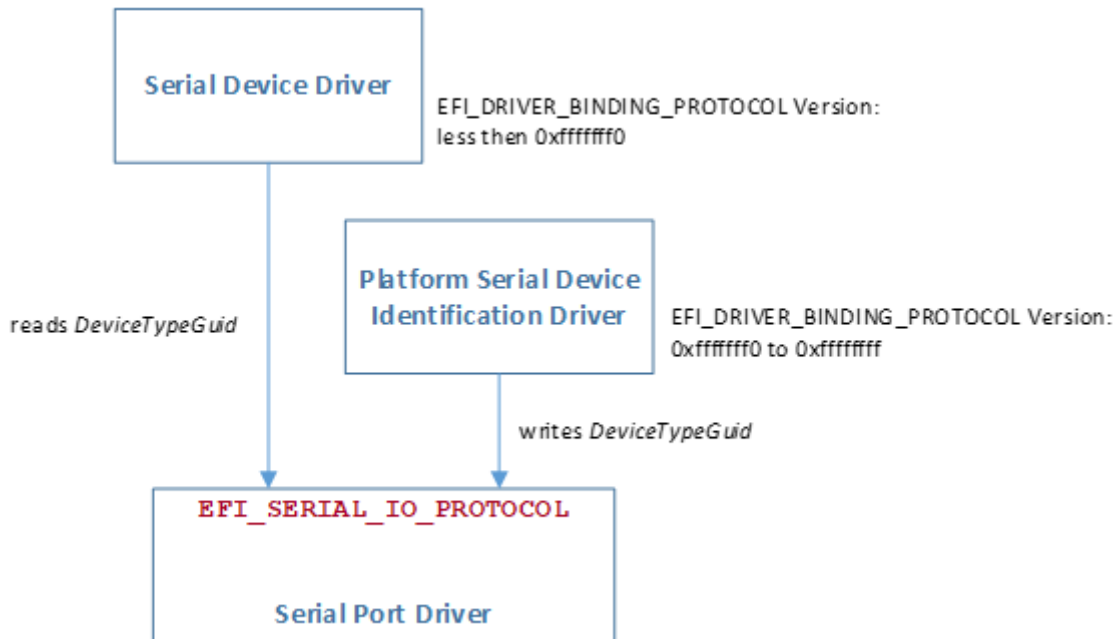 Serial Device Driver
EFI_DRIVER_BINDING_PROTOCOL Version:
less then 0xfffffff0
Platform Serial Device
Identification Driver
reads DeviceTypeGuid
EFI_DRIVER_BINDING_PROTOCOL Version:
0xfffffff0 to 0xffffffff
writes DeviceTypeGuid
EFI_SERIAL_IO_PROTOCOL
Serial Port Driver